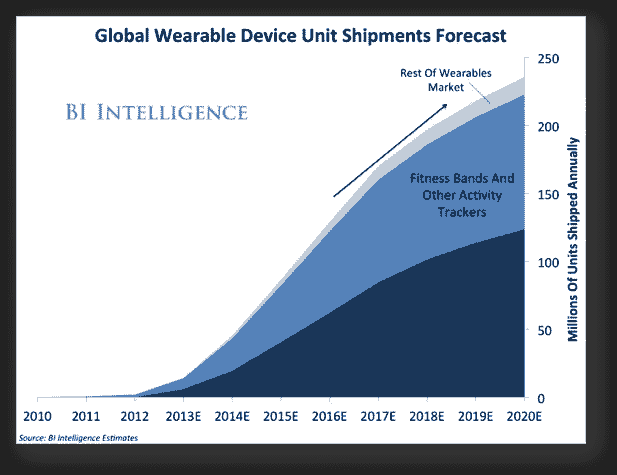 Global Wearable Device Unit Shipments Forecast
BI INTELLIGENCE
Rest Of Wearables
Market
Fitness Bands And
Other Activity
Trackers
250
200
150
100
50
0
Millions Of Units Shipped Annually
2010 2011 2012 2013E 2014E 2015E 2016E 2017E 2018E 2019E 2020E
Source: BI Intelligence Estimates